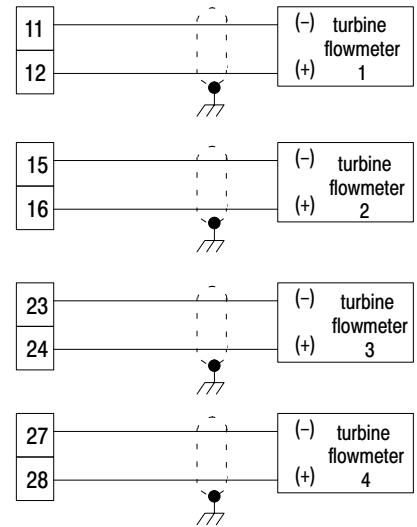 11 (–) turbine
flowmeter
12 (+) 1
15 (–) turbine
flowmeter
16 (+) 2
23 (–) turbine
flowmeter
24 (+) 3
27 (–) turbine
flowmeter
28 (+) 4